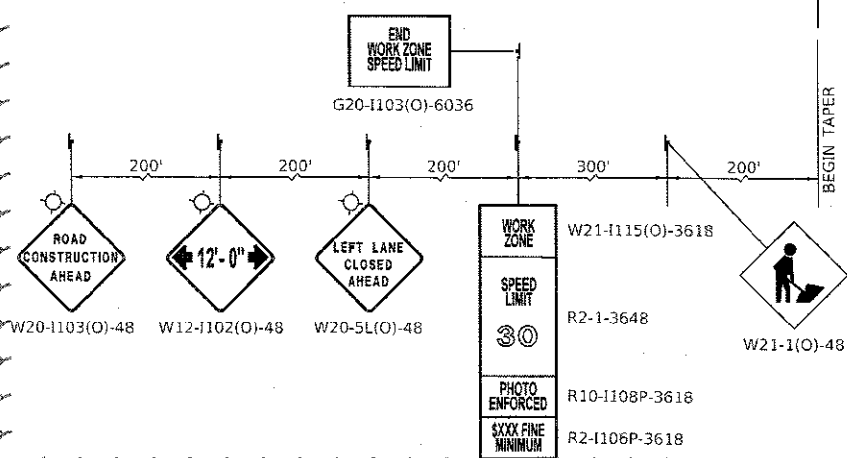 END
WORK ZONE
SPEED LIMIT
G20-I103(O)-6036
BEGIN TAPER
200'
200'
200'
300'
200'
ROAD
CONSTRUCTION
AHEAD
12'-0"
LEFT LANE
CLOSED
AHEAD
WORK
ZONE
W21-I115(O)-3618
SPEED
LIMIT
30
R2-1-3648
PHOTO
ENFORCED
R10-I108P-3618
$XXX FINE
MINIMUM
R2-I106P-3618
W20-I103(O)-48
W12-I102(O)-48
W20-5L(O)-48
W21-1(O)-48